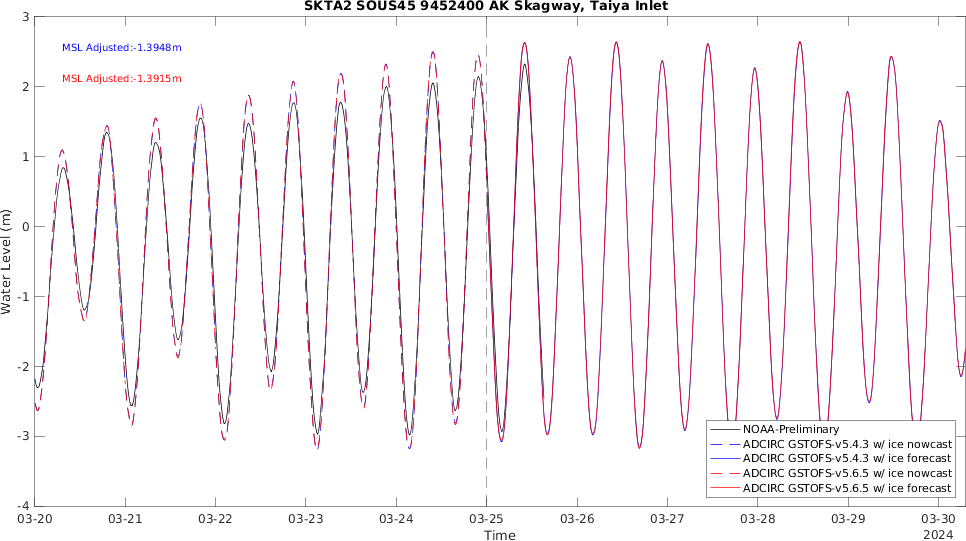 SKTA2 SOUS45 9452400 AK Skagway, Taiya Inlet
3
MSL Adjusted:-1.3948m
MSL Adjusted:-1.3915m
2
1
0
-1
-2
-3
-4
Water Level (m)
NOAA-Preliminary
ADCIRC GSTOFS-v5.4.3 w/ ice nowcast
ADCIRC GSTOFS-v5.4.3 w/ ice forecast
ADCIRC GSTOFS-v5.6.5 w/ ice nowcast
ADCIRC GSTOFS-v5.6.5 w/ ice forecast
03-20 03-21 03-22 03-23 03-24 03-25 03-26 03-27 03-28 03-29 03-30
Time
2024